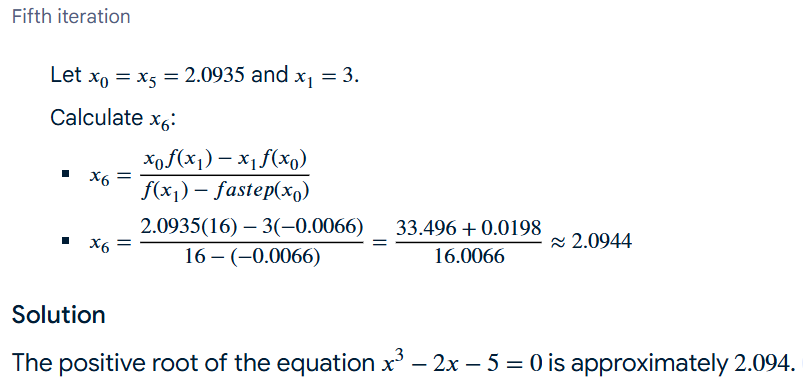 Fifth iteration
Let x₀ = x₅ = 2.0935 and x₁ = 3.
Calculate x₆:
▪ x₆ = (x₀f(x₁) − x₁f(x₀)) / (f(x₁) − fastep(x₀))
▪ x₆ = (2.0935(16) − 3(−0.0066)) / (16 − (−0.0066)) = (33.496 + 0.0198) / 16.0066 ≈ 2.0944
Solution
The positive root of the equation x³ − 2x − 5 = 0 is approximately 2.094.